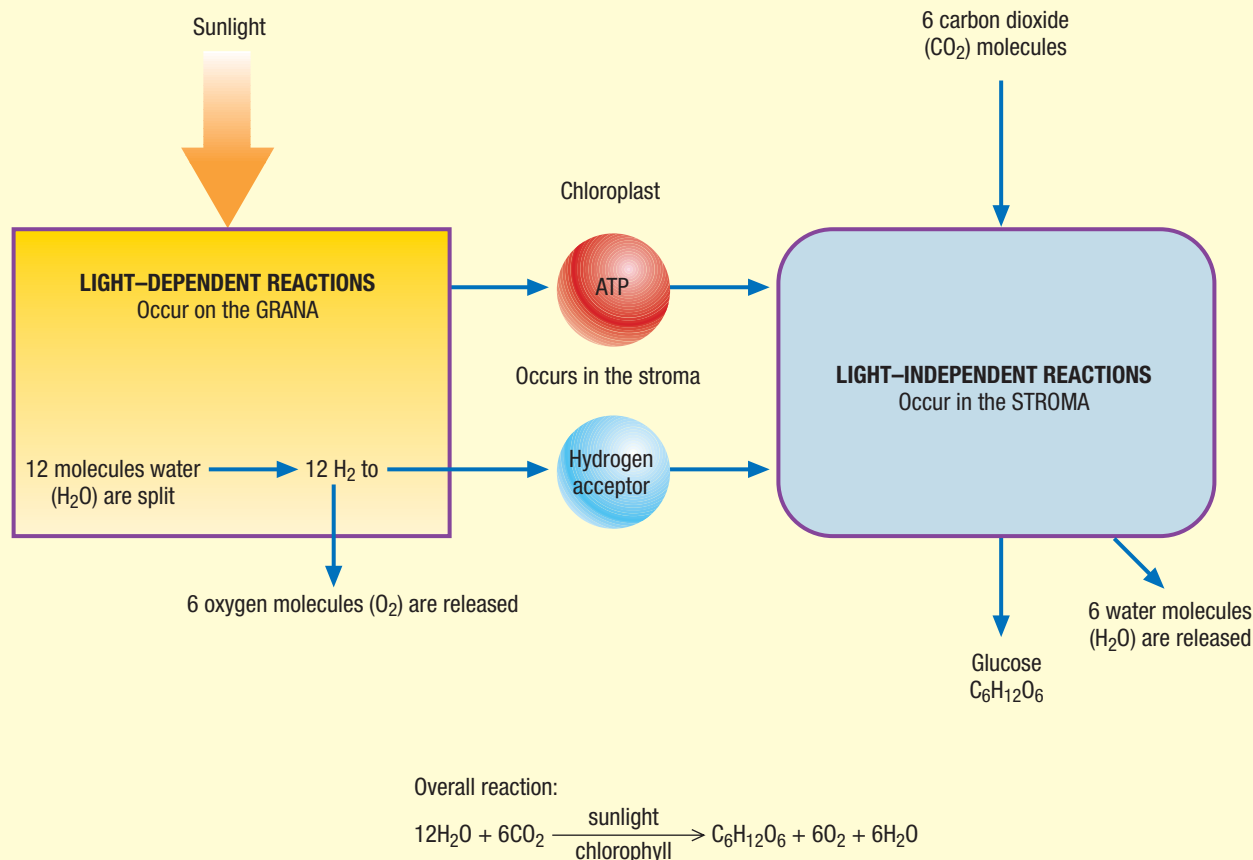 Sunlight
6 carbon dioxide
(CO₂) molecules
Chloroplast
LIGHT–DEPENDENT REACTIONS
Occur on the GRANA
ATP
Occurs in the stroma
LIGHT–INDEPENDENT REACTIONS
Occur in the STROMA
12 molecules water
(H₂O) are split
12 H₂ to
Hydrogen
acceptor
6 oxygen molecules (O₂) are released
6 water molecules
(H₂O) are released
Glucose
C₆H₁₂O₆
Overall reaction:
12H₂O + 6CO₂ sunlight chlorophyll → C₆H₁₂O₆ + 6O₂ + 6H₂O